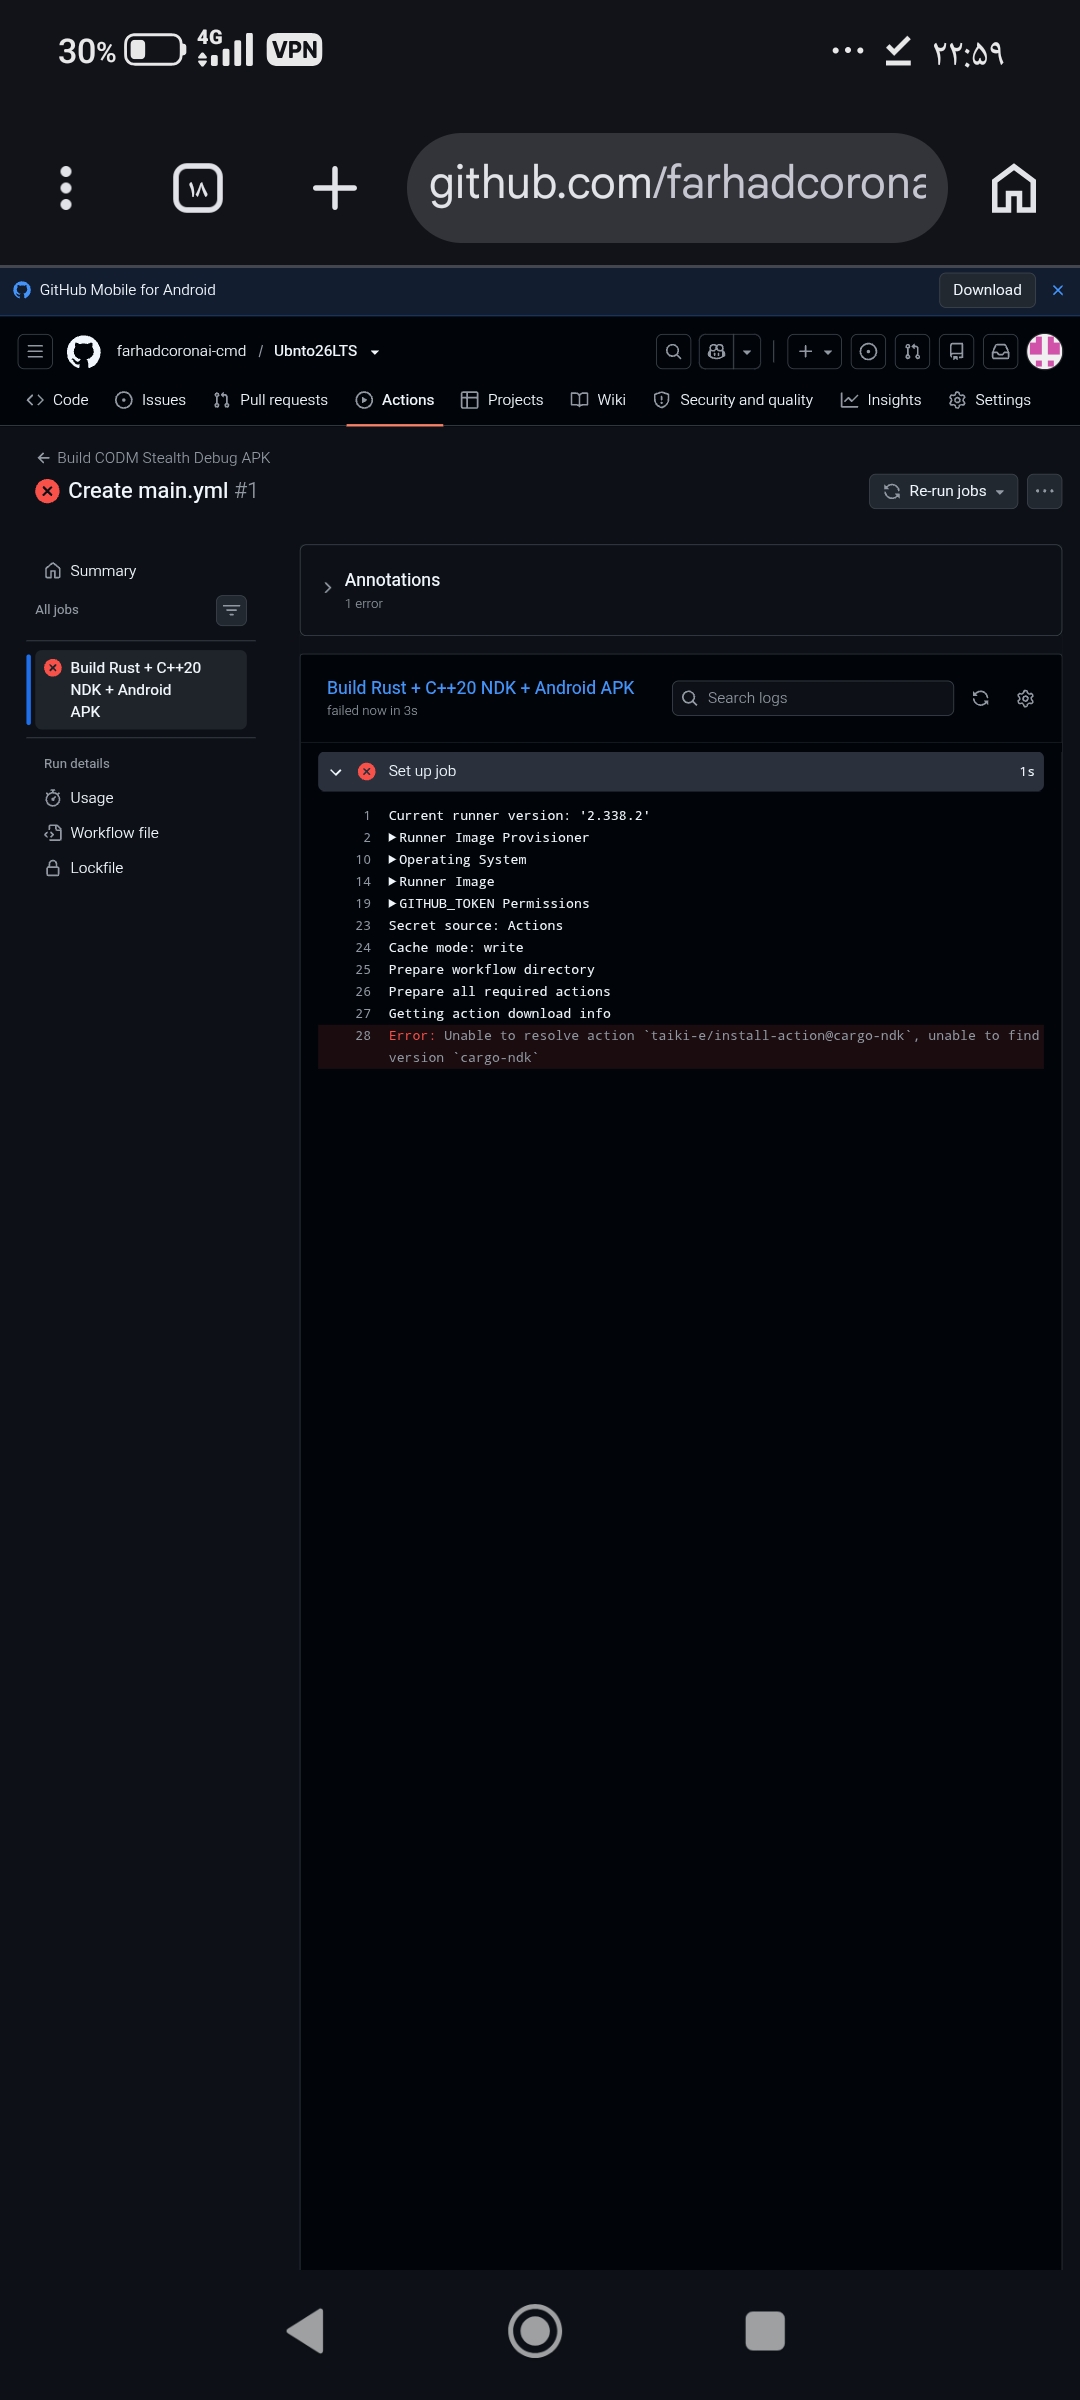 30%
4G
VPN
۲۲:۵۹
۱۸
github.com/farhadcorona
GitHub Mobile for Android
Download
farhadcoronai-cmd / Ubnto26LTS
Code
Issues
Pull requests
Actions
Projects
Wiki
Security and quality
Insights
Settings
Build CODM Stealth Debug APK
Create main.yml #1
Re-run jobs
Summary
All jobs
Build Rust + C++20
NDK + Android
APK
Run details
Usage
Workflow file
Lockfile
Annotations
1 error
Build Rust + C++20 NDK + Android APK
failed now in 3s
Search logs
Set up job
1s
1 Current runner version: '2.338.2'
2 ▶Runner Image Provisioner
10 ▶Operating System
14 ▶Runner Image
19 ▶GITHUB_TOKEN Permissions
23 Secret source: Actions
24 Cache mode: write
25 Prepare workflow directory
26 Prepare all required actions
27 Getting action download info
28 Error: Unable to resolve action `taiki-e/install-action@cargo-ndk`, unable to find
version `cargo-ndk`